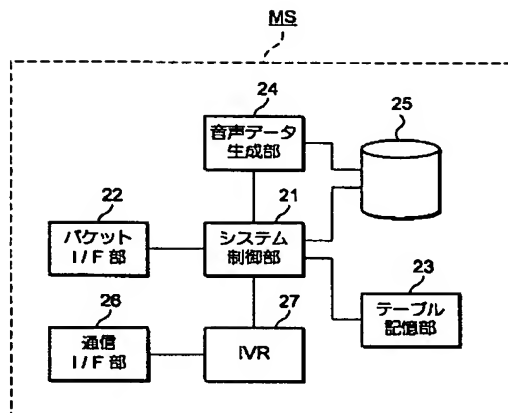 MS
24
音声データ
生成部
25
22
パケット
I/F部
21
システム
制御部
23
テーブル
記憶部
26
通信
I/F部
27
IVR